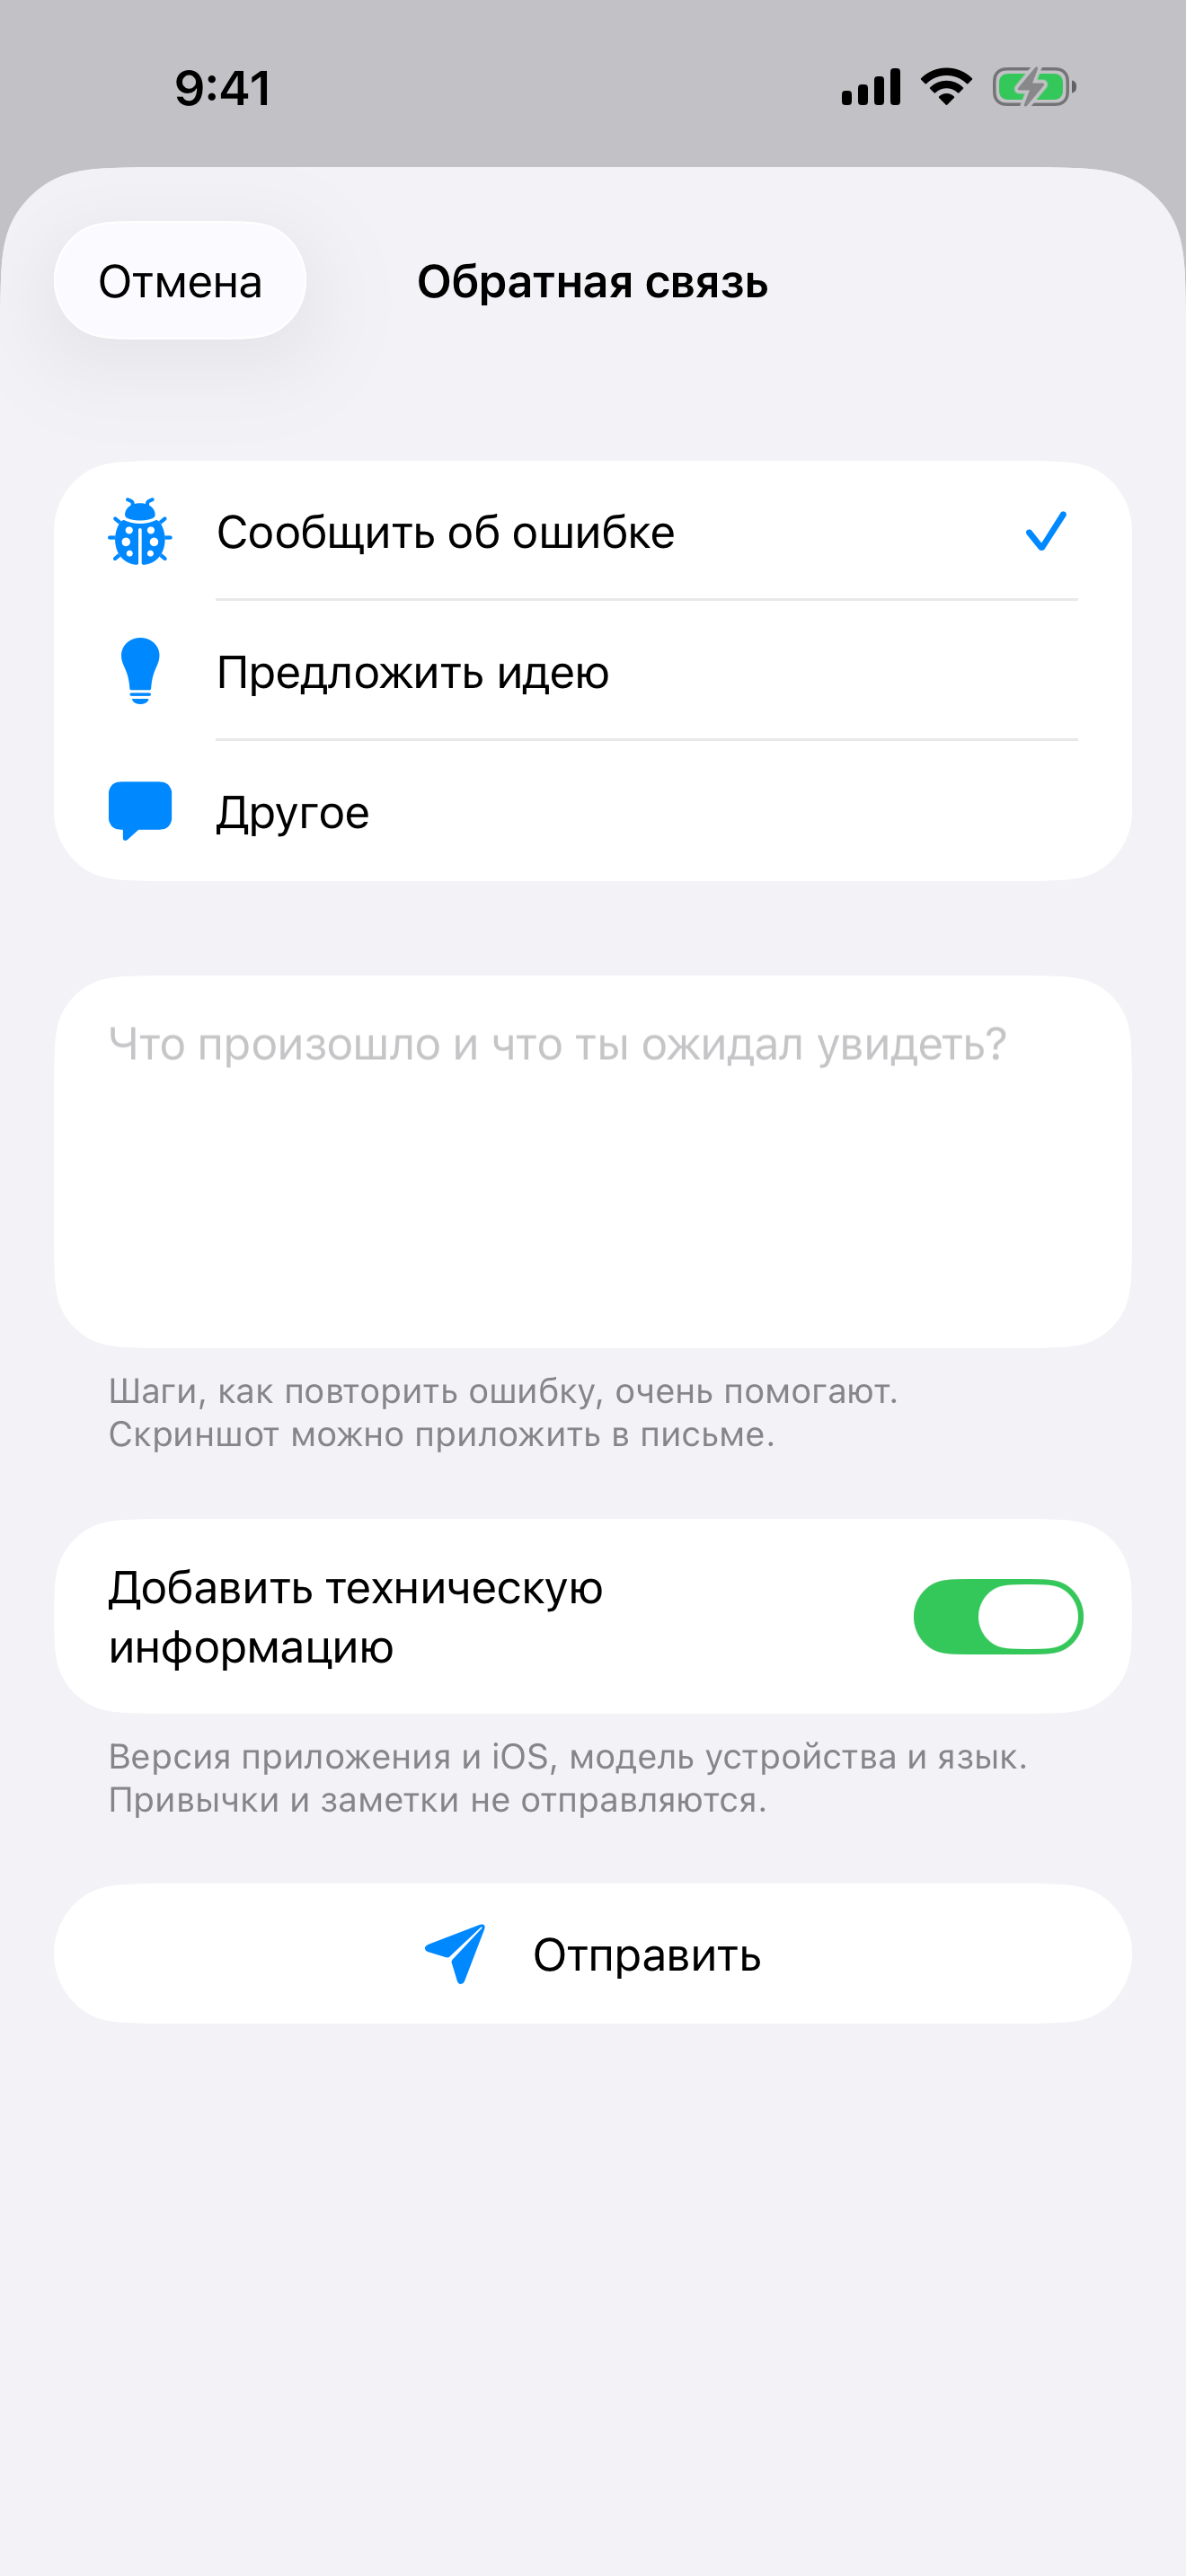 9:41
Отмена
Обратная связь
Сообщить об ошибке
Предложить идею
Другое
Что произошло и что ты ожидал увидеть?
Шаги, как повторить ошибку, очень помогают.
Скриншот можно приложить в письме.
Добавить техническую
информацию
Версия приложения и iOS, модель устройства и язык.
Привычки и заметки не отправляются.
Отправить